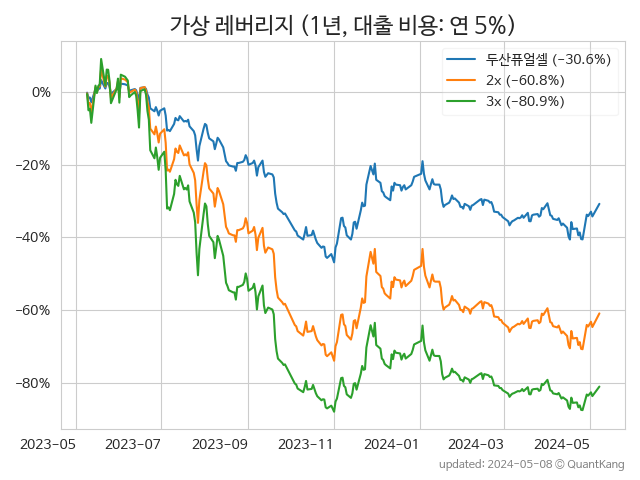 가상 레버리지 (1년, 대출 비용: 연 5%)
두산퓨얼셀 (−30.6%)
2x (−60.8%)
3x (−80.9%)
0%
−20%
−40%
−60%
−80%
2023-05 2023-07 2023-09 2023-11 2024-01 2024-03 2024-05
updated: 2024-05-08 ⓒ QuantKang